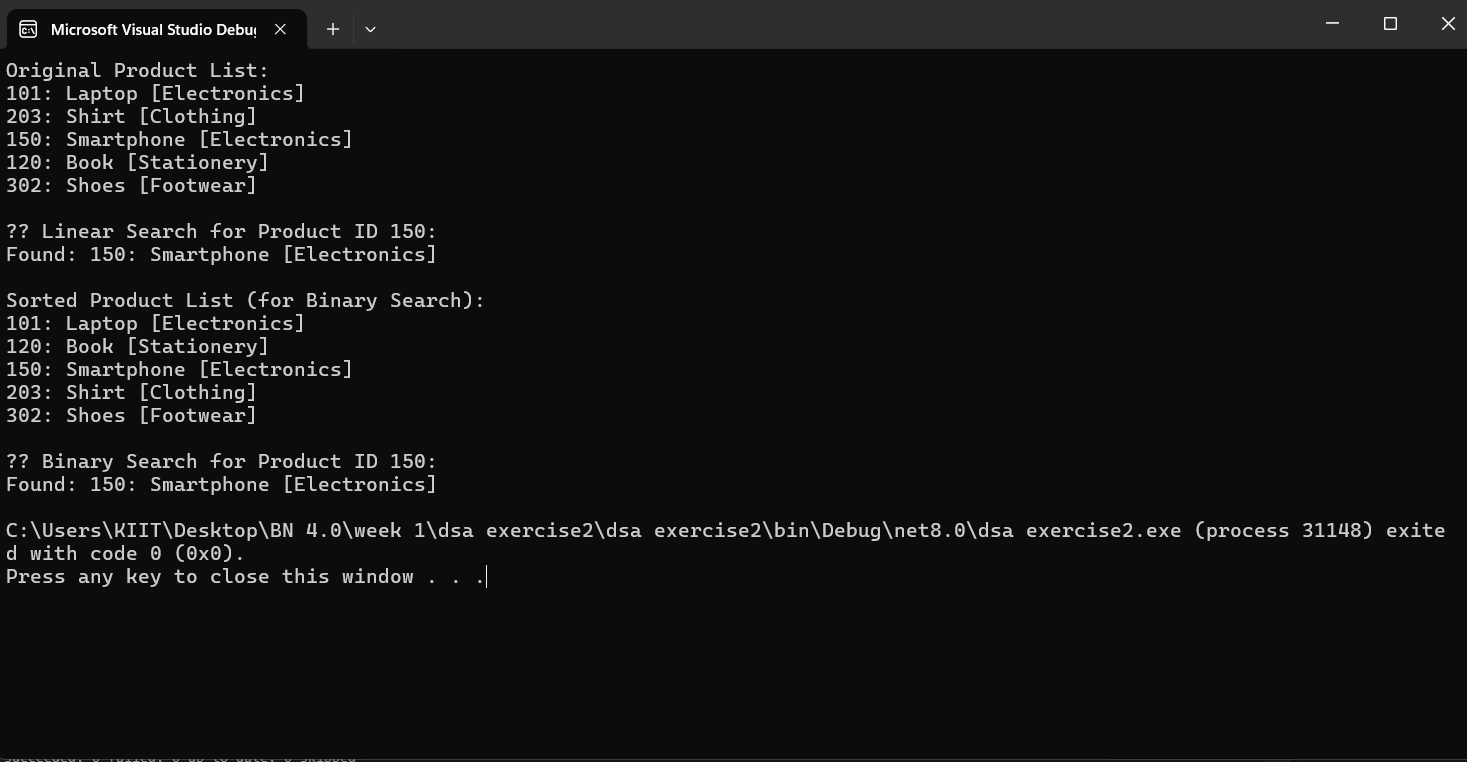 Microsoft Visual Studio Debug
Original Product List:
101: Laptop [Electronics]
203: Shirt [Clothing]
150: Smartphone [Electronics]
120: Book [Stationery]
302: Shoes [Footwear]
?? Linear Search for Product ID 150:
Found: 150: Smartphone [Electronics]
Sorted Product List (for Binary Search):
101: Laptop [Electronics]
120: Book [Stationery]
150: Smartphone [Electronics]
203: Shirt [Clothing]
302: Shoes [Footwear]
?? Binary Search for Product ID 150:
Found: 150: Smartphone [Electronics]
C:\Users\KIIT\Desktop\BN 4.0\week 1\dsa exercise2\dsa exercise2\bin\Debug\net8.0\dsa exercise2.exe (process 31148) exite
d with code 0 (0x0).
Press any key to close this window . . .